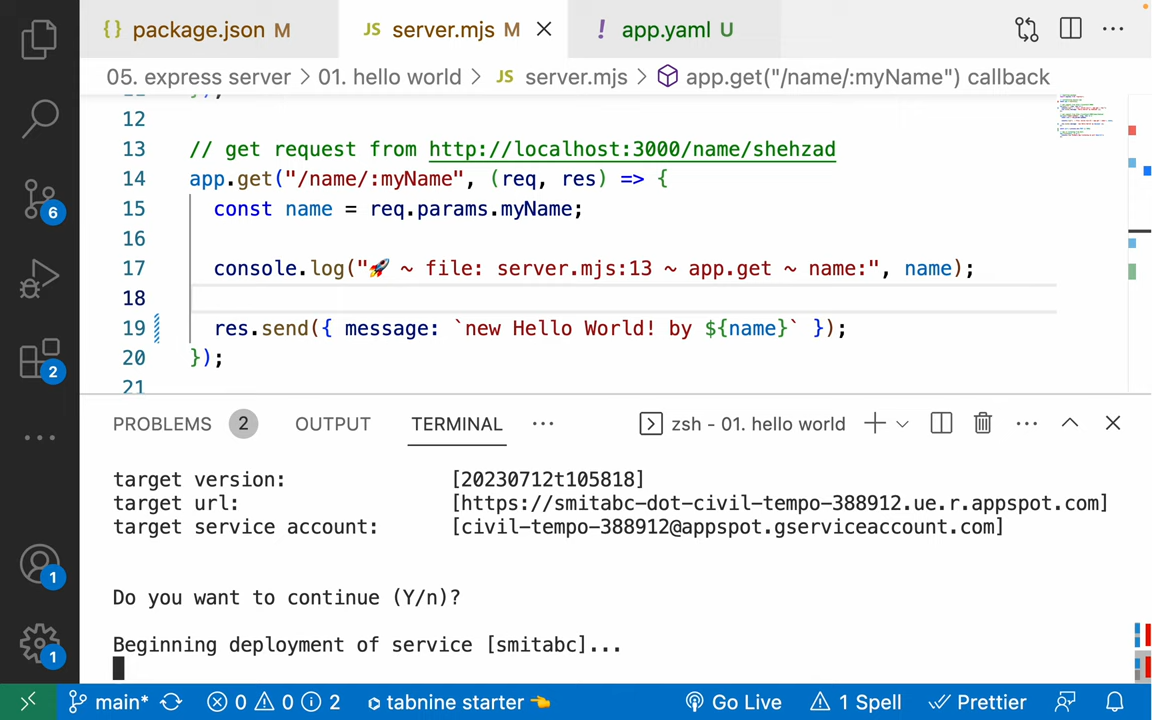 {} package.json M
JS server.mjs M
! app.yaml U
05. express server > 01. hello world > JS server.mjs > app.get("/name/:myName") callback
12
13 // get request from http://localhost:3000/name/shehzad
14 app.get("/name/:myName", (req, res) => {
15 const name = req.params.myName;
16
17 console.log("🚀 ~ file: server.mjs:13 ~ app.get ~ name:", name);
18
19 res.send({ message: `new Hello World! by ${name}` });
20 });
21
PROBLEMS 2 OUTPUT TERMINAL ... zsh - 01. hello world
target version: [20230712t105818]
target url: [https://smitabc-dot-civil-tempo-388912.ue.r.appspot.com]
target service account: [civil-tempo-388912@appspot.gserviceaccount.com]
Do you want to continue (Y/n)?
Beginning deployment of service [smitabc]...
6
2
1
1
main* 0 0 2 tabnine starter 👈 Go Live 1 Spell Prettier